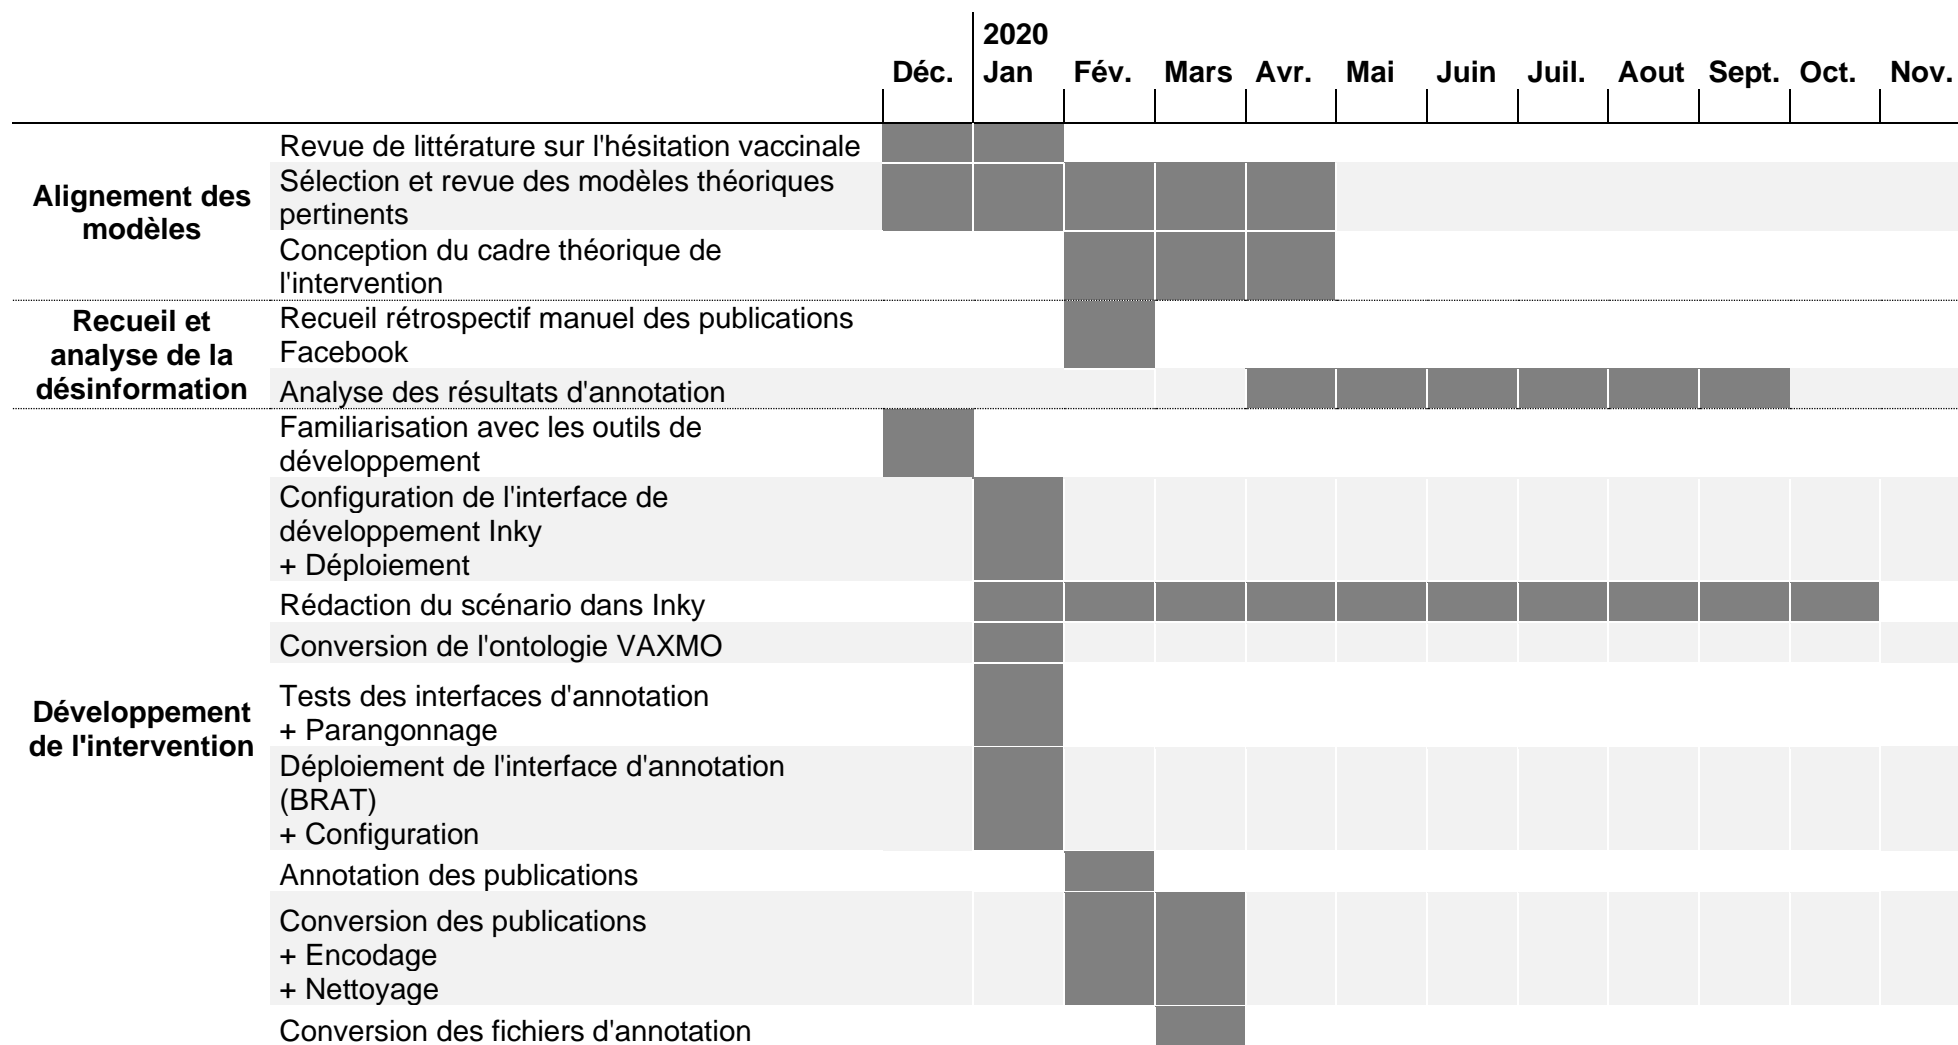 2020
Déc. Jan Fév. Mars Avr. Mai Juin Juil. Aout Sept. Oct. Nov.
Alignement des
modèles
Revue de littérature sur l'hésitation vaccinale
Sélection et revue des modèles théoriques
pertinents
Conception du cadre théorique de
l'intervention
Recueil et
analyse de la
désinformation
Recueil rétrospectif manuel des publications
Facebook
Analyse des résultats d'annotation
Développement
de l'intervention
Familiarisation avec les outils de
développement
Configuration de l'interface de
développement Inky
+ Déploiement
Rédaction du scénario dans Inky
Conversion de l'ontologie VAXMO
Tests des interfaces d'annotation
+ Parangonnage
Déploiement de l'interface d'annotation
(BRAT)
+ Configuration
Annotation des publications
Conversion des publications
+ Encodage
+ Nettoyage
Conversion des fichiers d'annotation